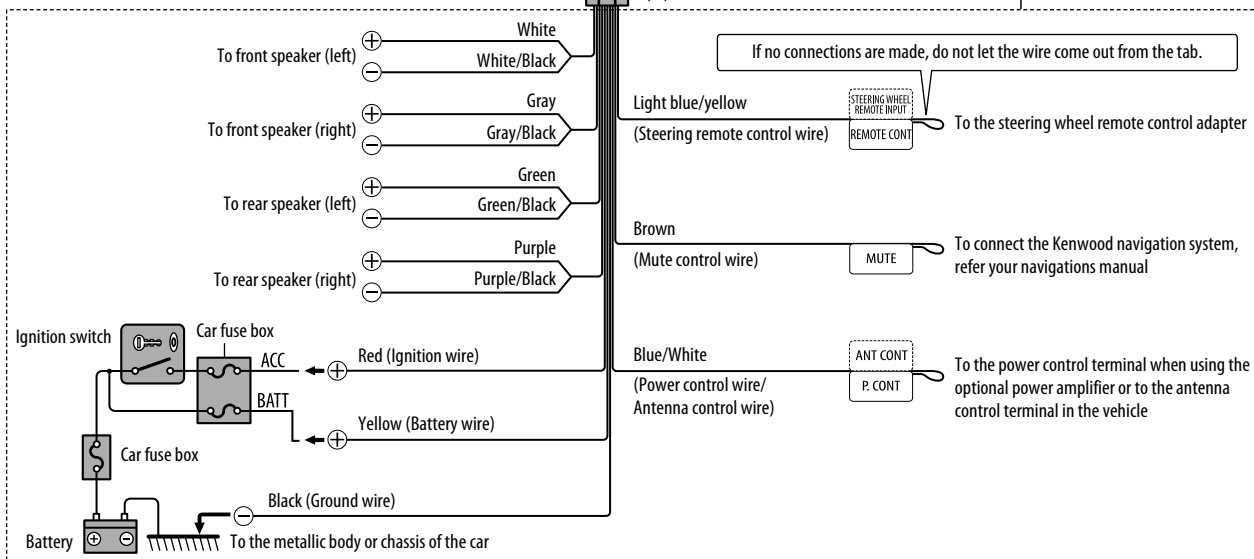 White
To front speaker (left)
White/Black
Gray
To front speaker (right)
Gray/Black
Green
To rear speaker (left)
Green/Black
Purple
To rear speaker (right)
Purple/Black
Ignition switch
Car fuse box
ACC
Red (Ignition wire)
BATT
Yellow (Battery wire)
Car fuse box
Black (Ground wire)
Battery
To the metallic body or chassis of the car
If no connections are made, do not let the wire come out from the tab.
Light blue/yellow
(Steering remote control wire)
STEERING WHEEL
REMOTE INPUT
REMOTE CONT
To the steering wheel remote control adapter
Brown
(Mute control wire)
MUTE
To connect the Kenwood navigation system,
refer your navigations manual
Blue/White
(Power control wire/
Antenna control wire)
ANT CONT
P. CONT
To the power control terminal when using the
optional power amplifier or to the antenna
control terminal in the vehicle